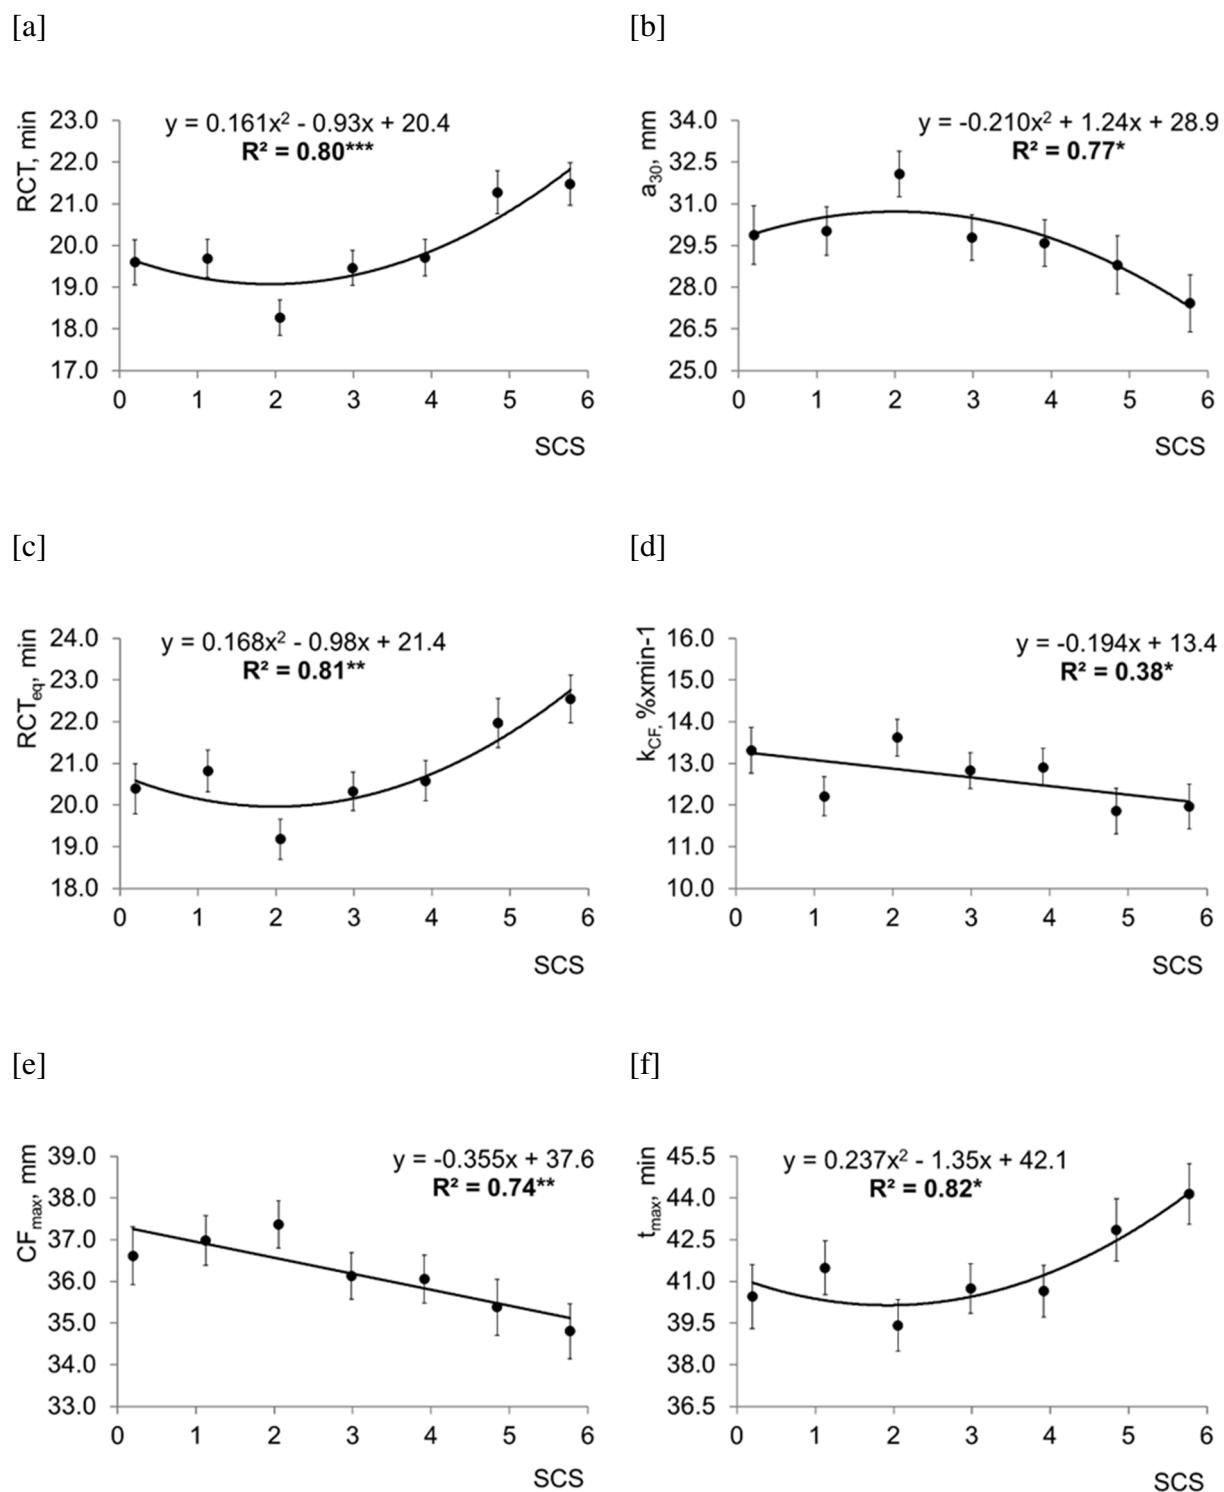 [a]
RCT, min
y = 0.161x² - 0.93x + 20.4
R² = 0.80***
23.0
22.0
21.0
20.0
19.0
18.0
17.0
0 1 2 3 4 5 6
SCS
[b]
a₃₀, mm
y = -0.210x² + 1.24x + 28.9
R² = 0.77*
34.0
32.5
31.0
29.5
28.0
26.5
25.0
0 1 2 3 4 5 6
SCS
[c]
RCTeq, min
y = 0.168x² - 0.98x + 21.4
R² = 0.81**
24.0
23.0
22.0
21.0
20.0
19.0
18.0
0 1 2 3 4 5 6
SCS
[d]
kCF, %xmin-1
y = -0.194x + 13.4
R² = 0.38*
16.0
15.0
14.0
13.0
12.0
11.0
10.0
0 1 2 3 4 5 6
SCS
[e]
CFmax, mm
y = -0.355x + 37.6
R² = 0.74**
39.0
38.0
37.0
36.0
35.0
34.0
33.0
0 1 2 3 4 5 6
SCS
[f]
tmax, min
y = 0.237x² - 1.35x + 42.1
R² = 0.82*
45.5
44.0
42.5
41.0
39.5
38.0
36.5
0 1 2 3 4 5 6
SCS